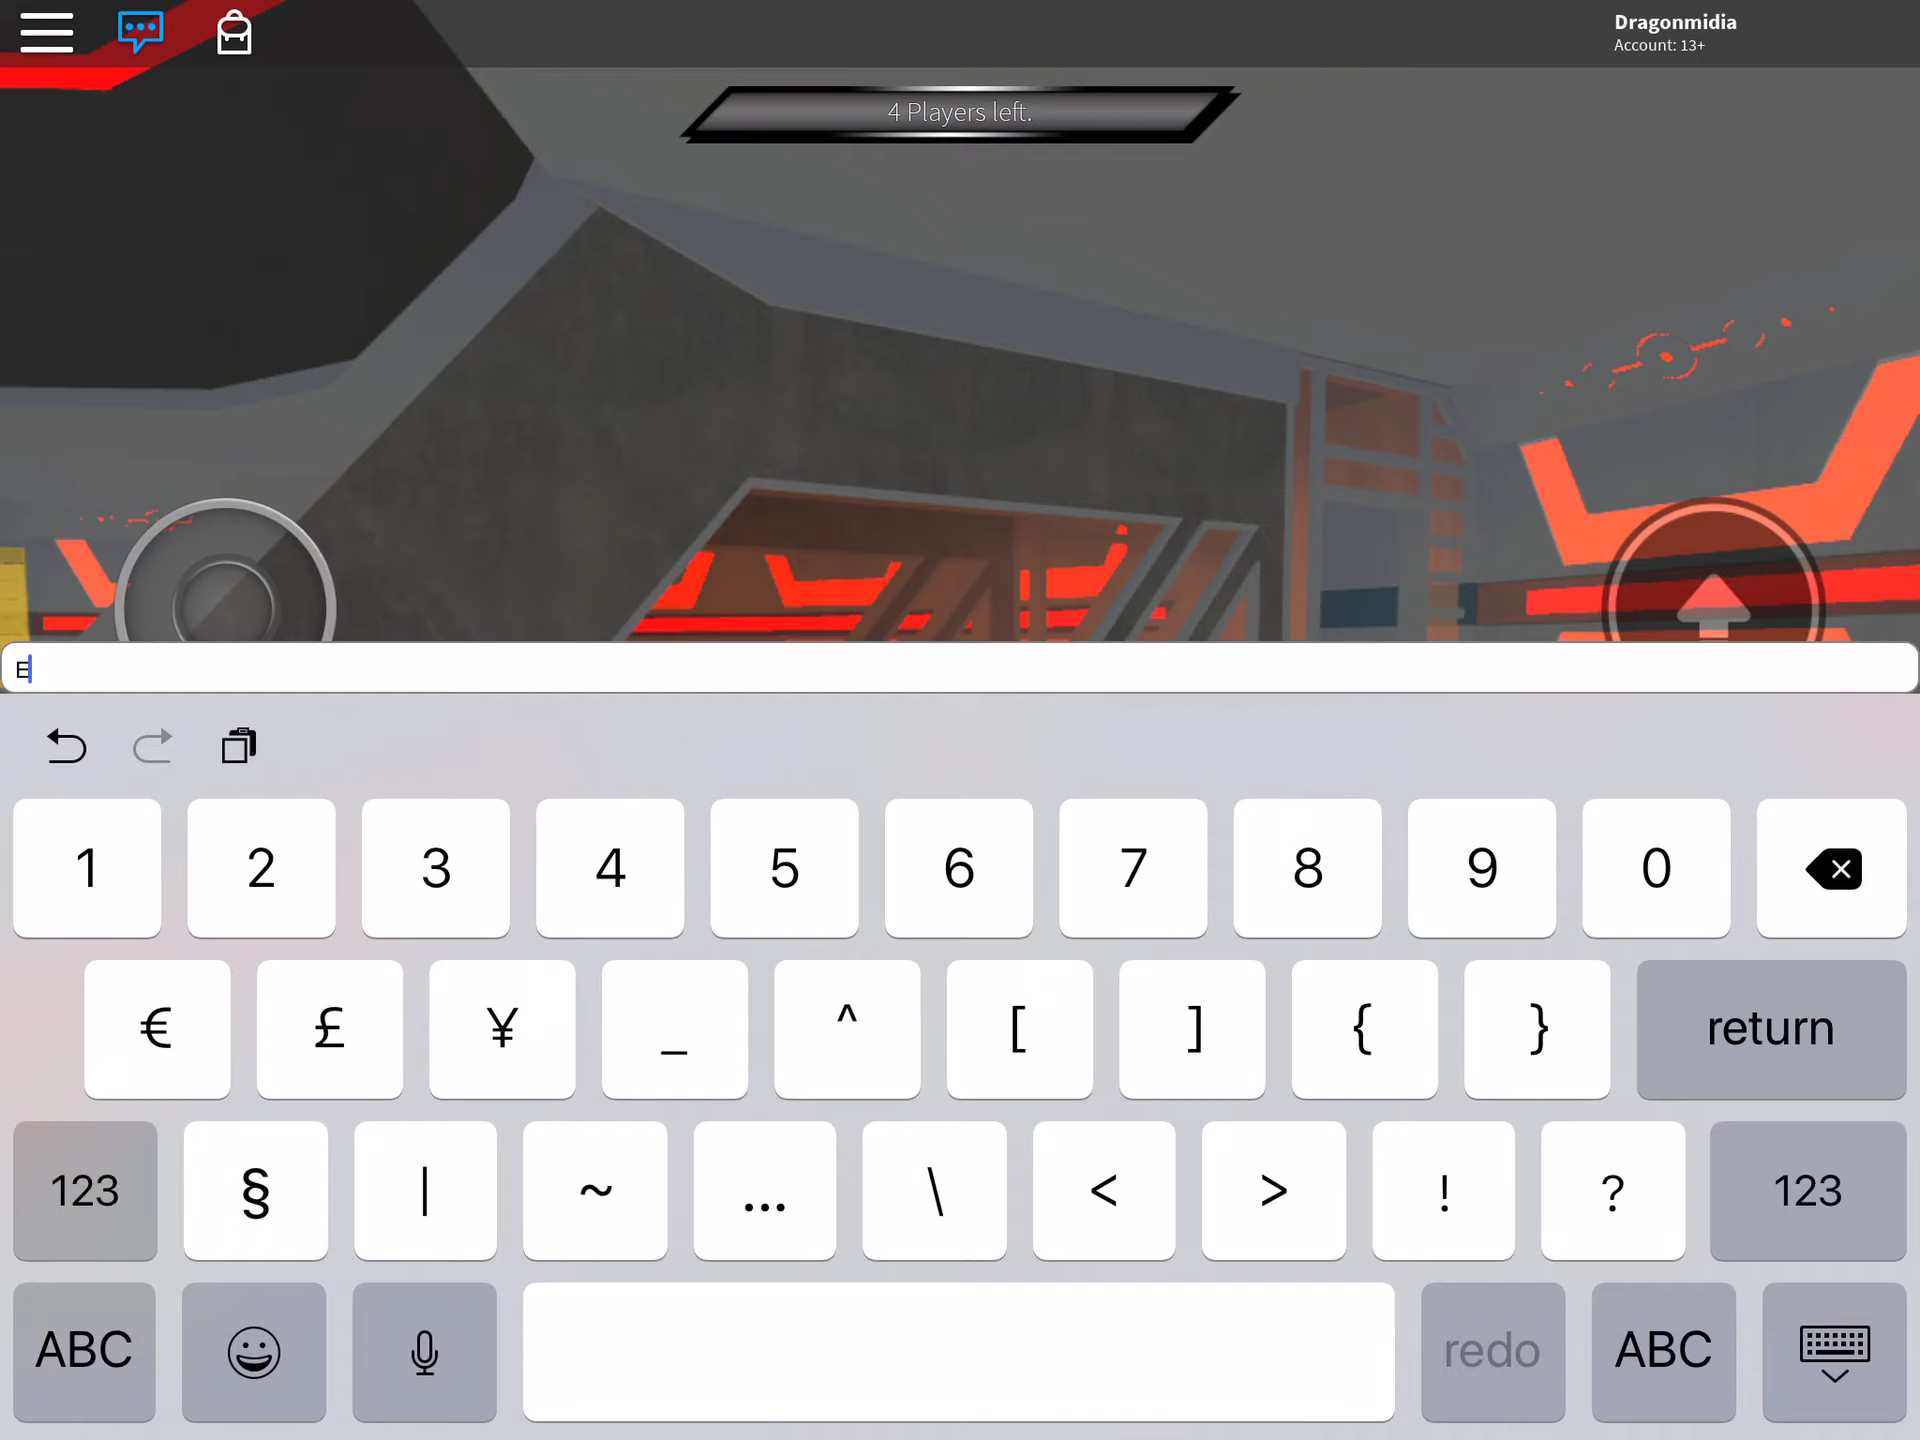 Dragonmidia
Account: 13+
4 Players left.
E
1 2 3 4 5 6 7 8 9 0
€ £ ¥ _ ^ [ ] { } return
123 § | ~ … \ < > ! ? 123
ABC redo ABC